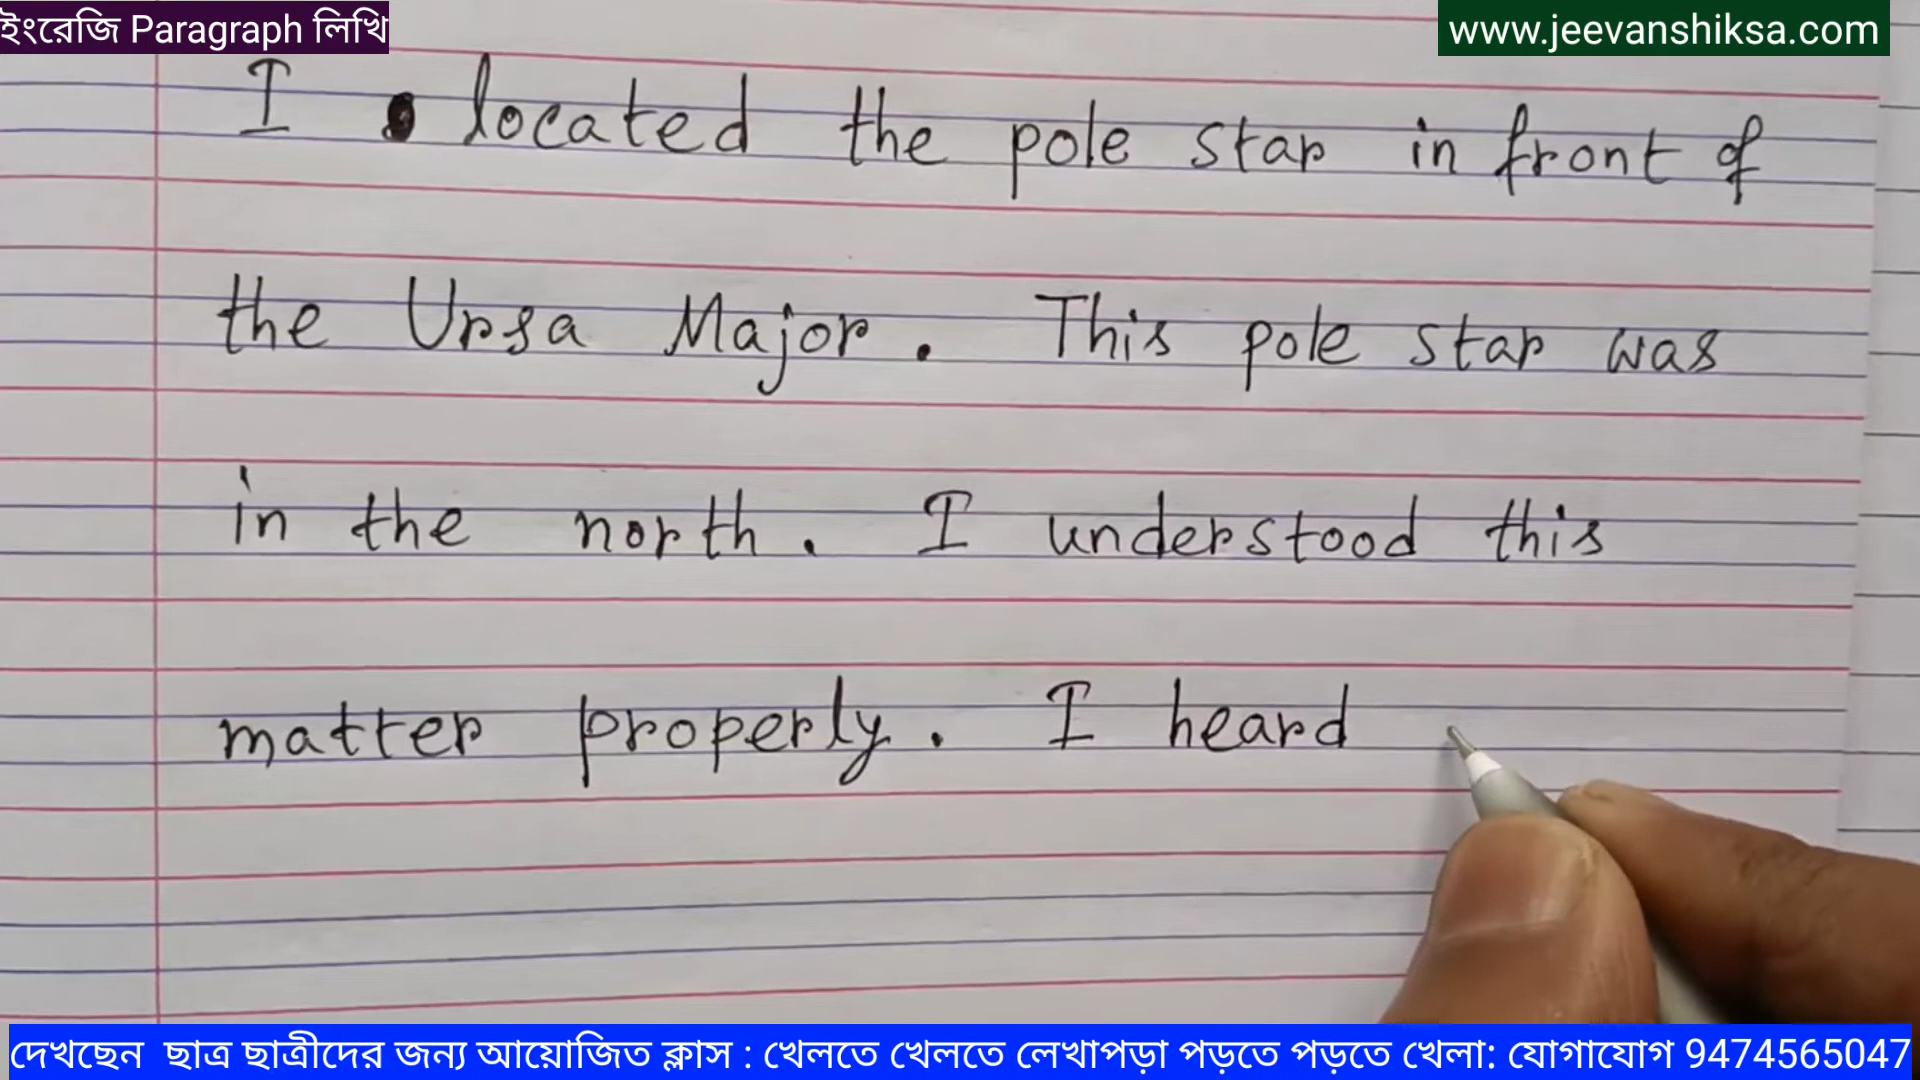 ইংরেজি Paragraph লিখি
www.jeevanshiksa.com
I located the pole star in front of
the Ursa Major. This pole star was
in the north. I understood this
matter properly. I heard
দেখছেন ছাত্র ছাত্রীদের জন্য আয়োজিত ক্লাস : খেলতে খেলতে লেখাপড়া পড়তে পড়তে খেলা: যোগাযোগ 9474565047